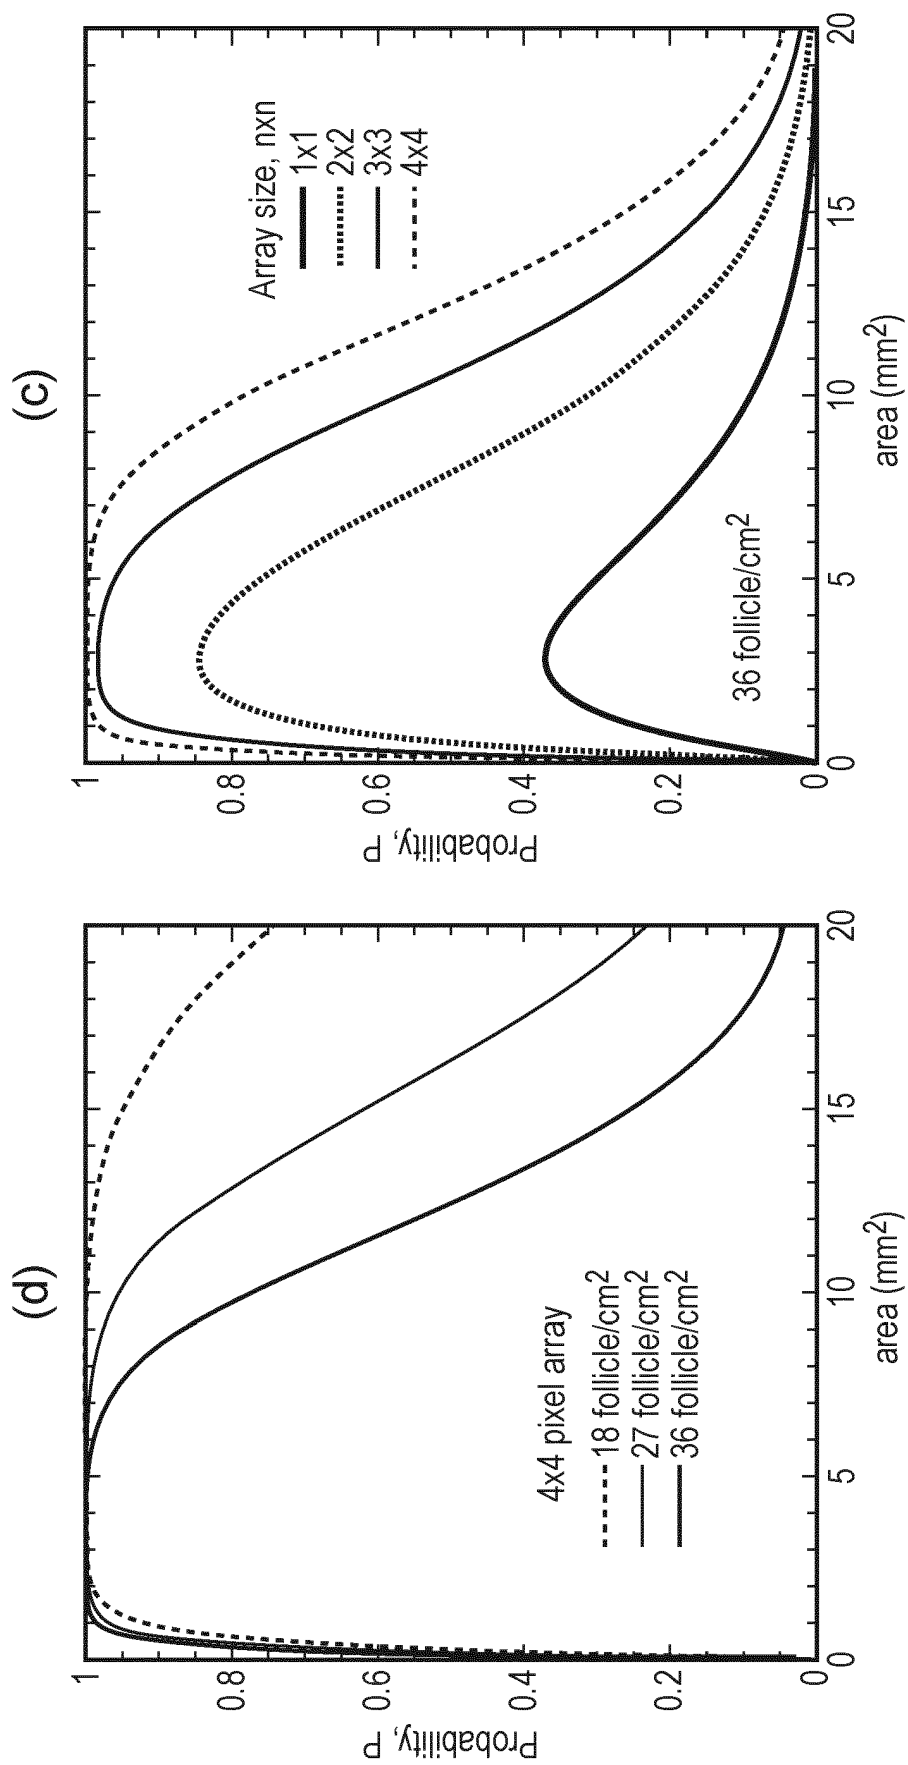 (c)
1
0.8
0.6
0.4
0.2
0
Probability, P
0
5
10
15
20
area (mm²)
Array size, nxn
1x1
2x2
3x3
4x4
36 follicle/cm²
(d)
1
0.8
0.6
0.4
0.2
0
Probability, P
0
5
10
15
20
area (mm²)
4x4 pixel array
18 follicle/cm²
27 follicle/cm²
36 follicle/cm²